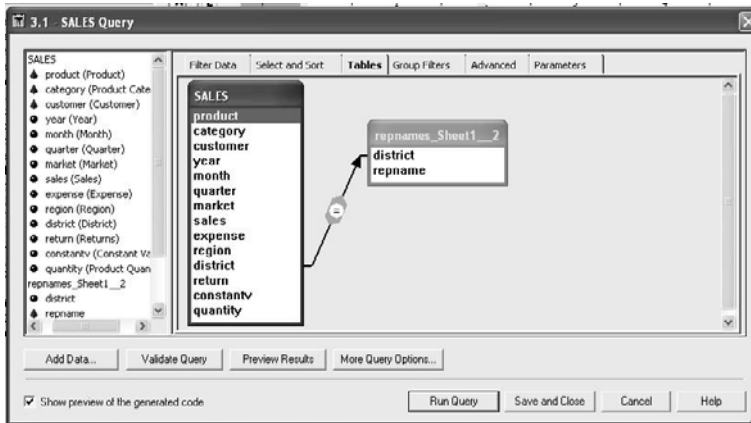 3.1 - SALES Query
SALES
product (Product)
category (Product Cate
customer (Customer)
year (Year)
month (Month)
quarter (Quarter)
market (Market)
sales (Sales)
expense (Expense)
region (Region)
district (District)
return (Returns)
constantv (Constant Va
quantity (Product Quan
repnames_Sheet1__2
district
repname
Filter Data Select and Sort Tables Group Filters Advanced Parameters
SALES
product
category
customer
year
month
quarter
market
sales
expense
region
district
return
constantv
quantity
=
repnames_Sheet1__2
district
repname
Add Data... Validate Query Preview Results More Query Options...
Show preview of the generated code
Run Query Save and Close Cancel Help